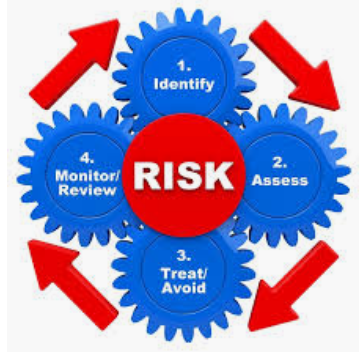 1.
Identify
RISK
2.
Assess
3.
Treat/
Avoid
4.
Monitor/
Review